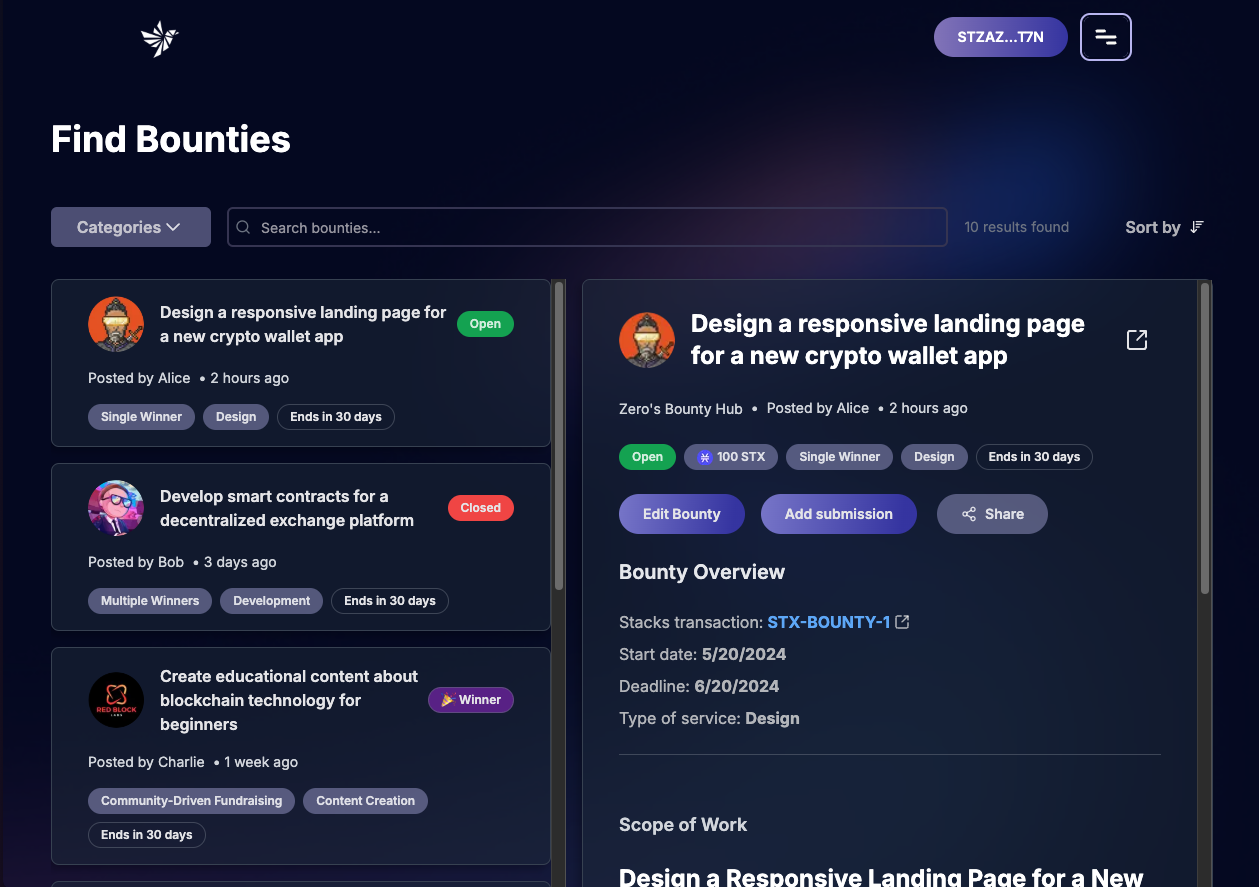 STZAZ...T7N
Find Bounties
Categories
Search bounties...
10 results found
Sort by
Design a responsive landing page for
a new crypto wallet app
Open
Posted by Alice • 2 hours ago
Single Winner
Design
Ends in 30 days
Develop smart contracts for a
decentralized exchange platform
Closed
Posted by Bob • 3 days ago
Multiple Winners
Development
Ends in 30 days
RED BLOCK
LABS
Create educational content about
blockchain technology for
beginners
🎉 Winner
Posted by Charlie • 1 week ago
Community-Driven Fundraising
Content Creation
Ends in 30 days
Design a responsive landing page
for a new crypto wallet app
Zero's Bounty Hub • Posted by Alice • 2 hours ago
Open
100 STX
Single Winner
Design
Ends in 30 days
Edit Bounty
Add submission
Share
Bounty Overview
Stacks transaction: STX-BOUNTY-1
Start date: 5/20/2024
Deadline: 6/20/2024
Type of service: Design
Scope of Work
Design a Responsive Landing Page for a New